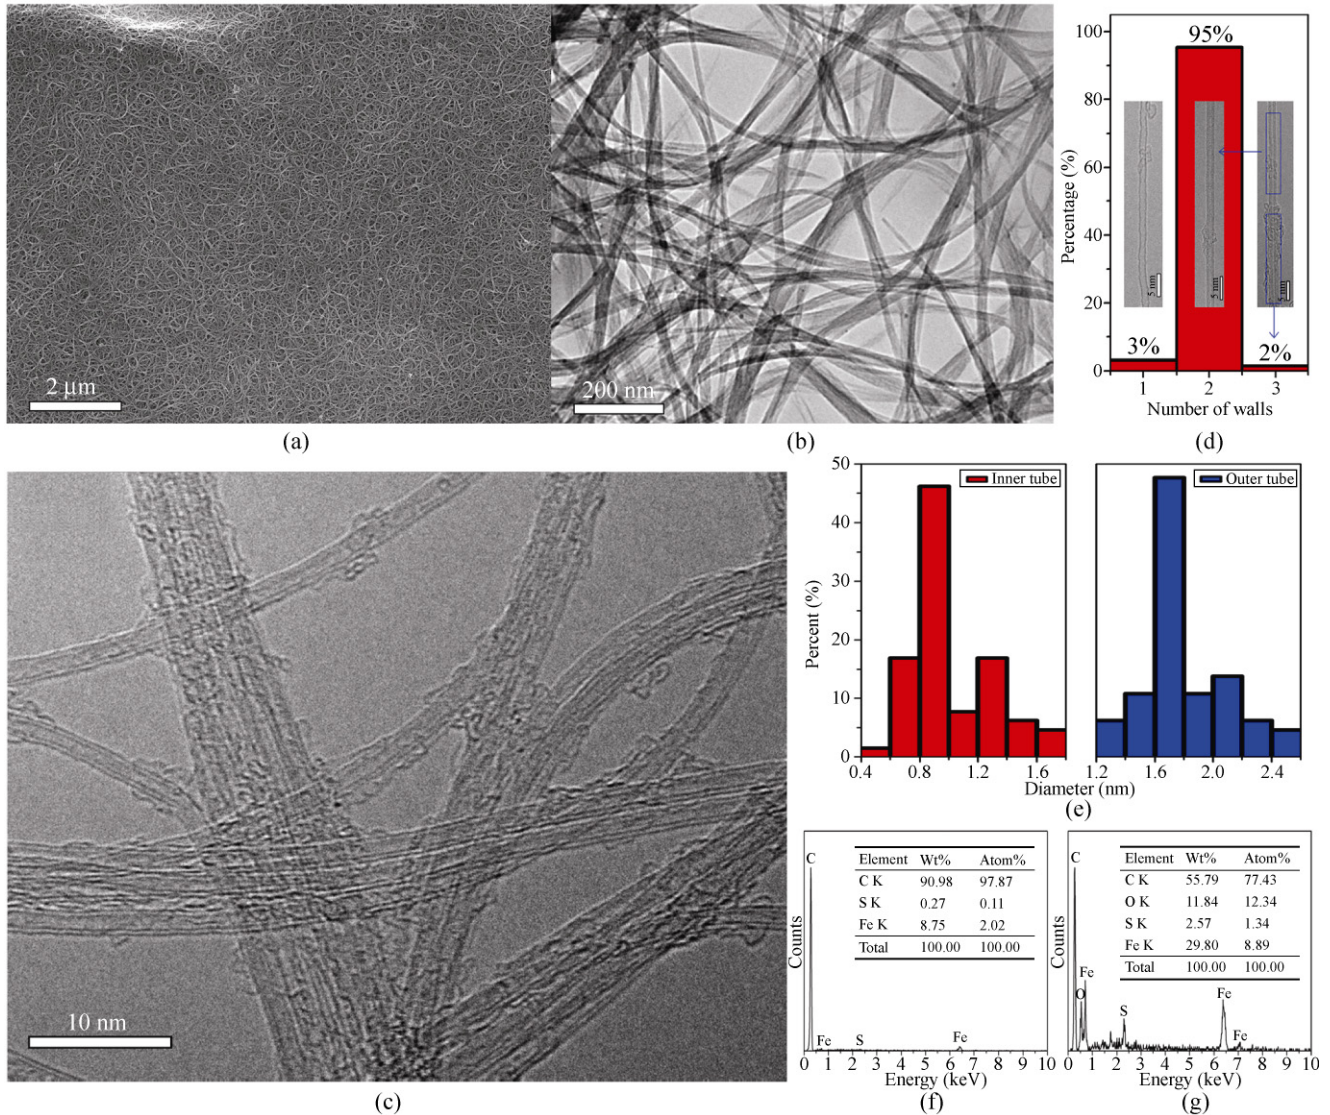 2 μm
(a)
200 nm
(b)
Percentage (%)
100
80
60
40
20
0
3%
95%
2%
5 nm
5 nm
5 nm
1 2 3
Number of walls
(d)
10 nm
(c)
Percent (%)
50
40
30
20
10
0
Inner tube
0.4 0.8 1.2 1.6
Outer tube
1.2 1.6 2.0 2.4
Diameter (nm)
(e)
Counts
C
Fe
S
Fe
Element Wt% Atom%
C K 90.98 97.87
S K 0.27 0.11
Fe K 8.75 2.02
Total 100.00 100.00
0 1 2 3 4 5 6 7 8 9 10
Energy (keV)
(f)
Counts
C
O
Fe
S
Fe
Fe
Element Wt% Atom%
C K 55.79 77.43
O K 11.84 12.34
S K 2.57 1.34
Fe K 29.80 8.89
Total 100.00 100.00
0 1 2 3 4 5 6 7 8 9 10
Energy (keV)
(g)